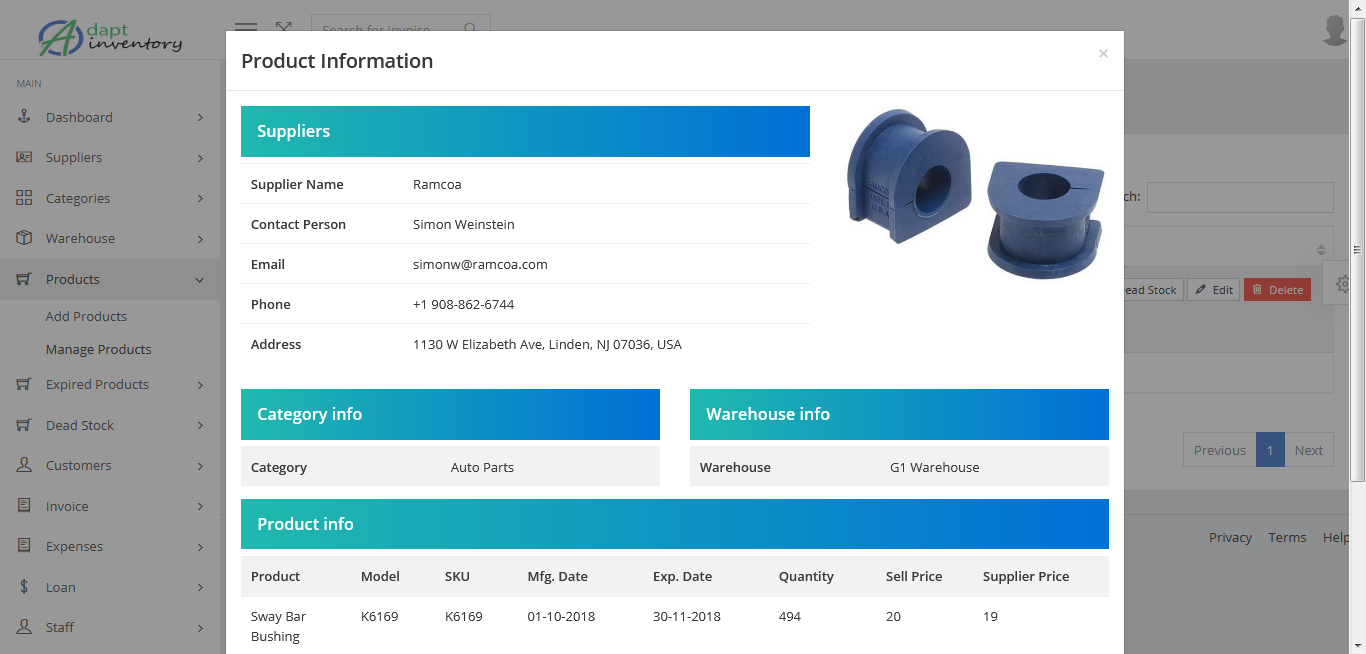 Adapt
inventory
Search for invoice
MAIN
Dashboard
Suppliers
Categories
Warehouse
Products
Add Products
Manage Products
Expired Products
Dead Stock
Customers
Invoice
Expenses
Loan
Staff
Product Information
×
Suppliers
Supplier Name Ramcoa
Contact Person Simon Weinstein
Email simonw@ramcoa.com
Phone +1 908-862-6744
Address 1130 W Elizabeth Ave, Linden, NJ 07036, USA
Category info
Category Auto Parts
Warehouse info
Warehouse G1 Warehouse
Product info
Product Model SKU Mfg. Date Exp. Date Quantity Sell Price Supplier Price
Sway Bar K6169 K6169 01-10-2018 30-11-2018 494 20 19
Bushing
ch:
ead Stock Edit Delete
Previous 1 Next
Privacy Terms Help